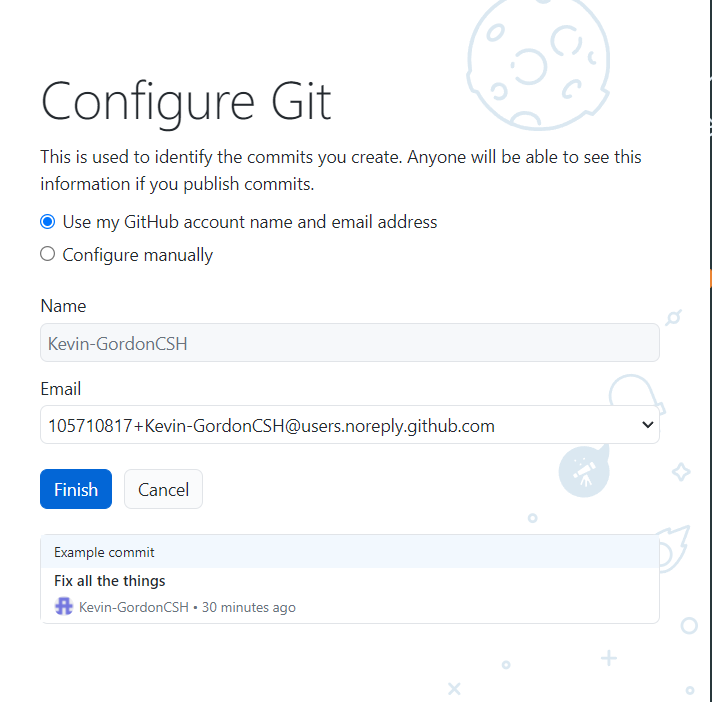 Configure Git
This is used to identify the commits you create. Anyone will be able to see this
information if you publish commits.
Use my GitHub account name and email address
Configure manually
Name
Kevin-GordonCSH
Email
105710817+Kevin-GordonCSH@users.noreply.github.com
Finish Cancel
Example commit
Fix all the things
Kevin-GordonCSH • 30 minutes ago